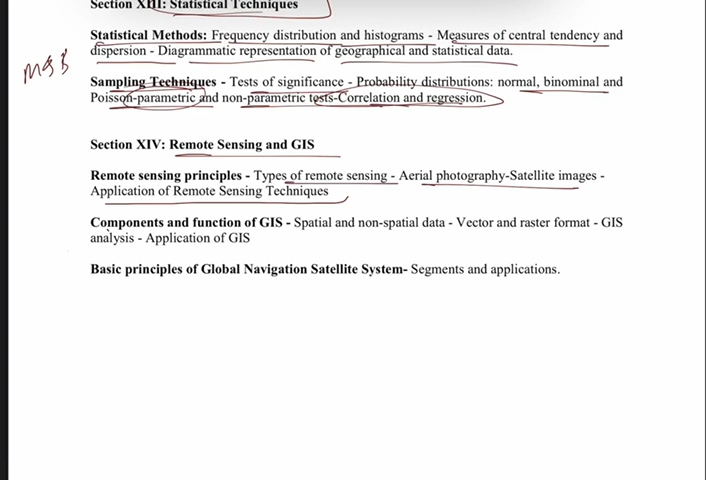 Section XIII: Statistical Techniques
Statistical Methods: Frequency distribution and histograms - Measures of central tendency and
dispersion - Diagrammatic representation of geographical and statistical data.
Sampling Techniques - Tests of significance - Probability distributions: normal, binominal and
Poisson-parametric and non-parametric tests-Correlation and regression.
Section XIV: Remote Sensing and GIS
Remote sensing principles - Types of remote sensing - Aerial photography-Satellite images -
Application of Remote Sensing Techniques
Components and function of GIS - Spatial and non-spatial data - Vector and raster format - GIS
analysis - Application of GIS
Basic principles of Global Navigation Satellite System- Segments and applications.